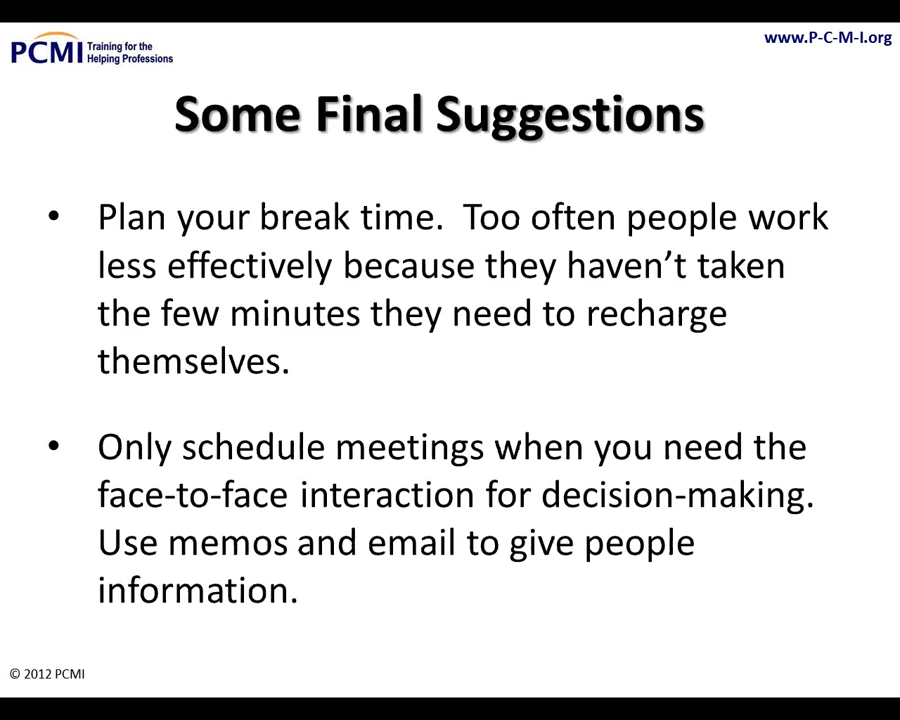 PCMI Training for the
Helping Professions
www.P-C-M-I.org
Some Final Suggestions
• Plan your break time.  Too often people work
less effectively because they haven’t taken
the few minutes they need to recharge
themselves.
• Only schedule meetings when you need the
face-to-face interaction for decision-making.
Use memos and email to give people
information.
© 2012 PCMI